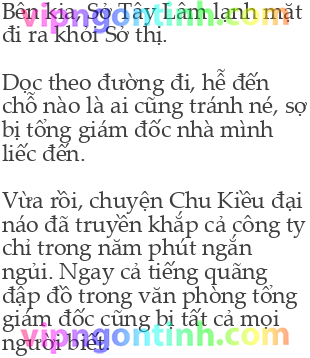 Bên kia, Sở Tây Lâm lạnh mặt
đi ra khỏi Sở thị.
Dọc theo đường đi, hễ đến
chỗ nào là ai cũng tránh né, sợ
bị tổng giám đốc nhà mình
liếc đến.
Vừa rồi, chuyện Chu Kiều đại
náo đã truyền khắp cả công ty
chỉ trong năm phút ngắn
ngủi. Ngay cả tiếng quăng
đập đồ trong văn phòng tổng
giám đốc cũng bị tất cả mọi
người biết.
vipngontinh.com
vipngontinh.com
vipngontinh.com